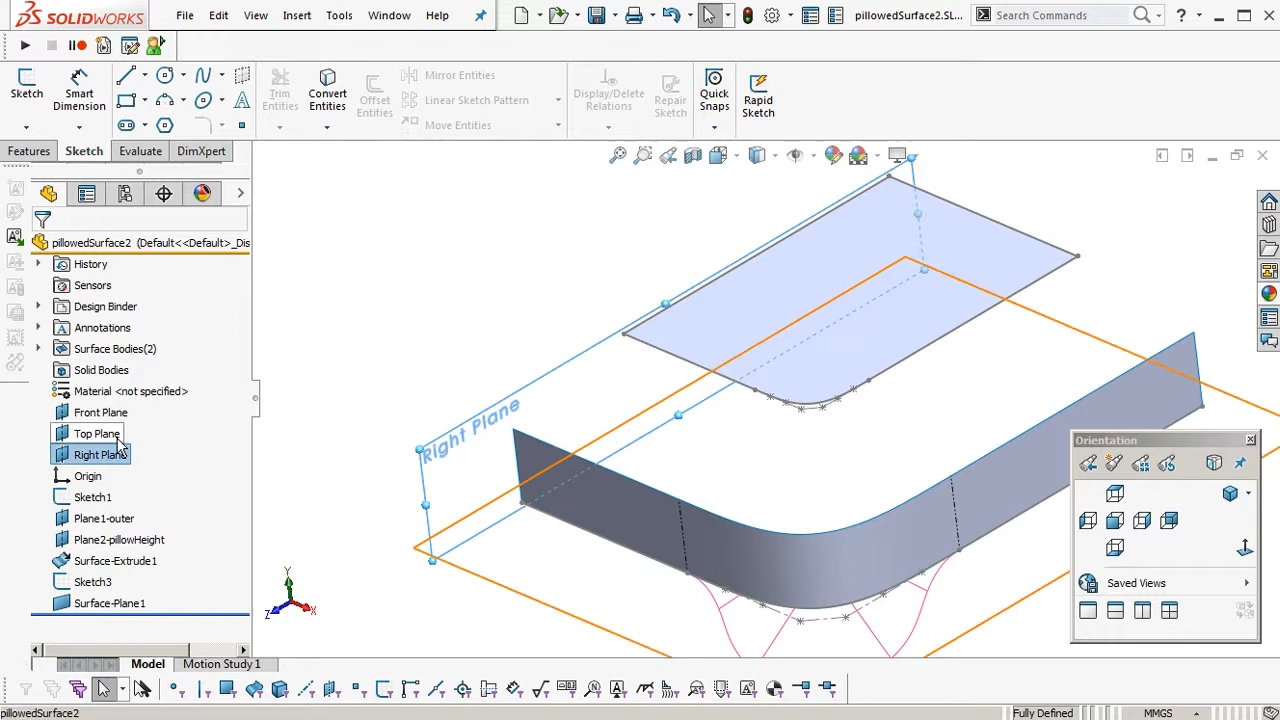 SOLIDWORKS File Edit View Insert Tools Window Help pillowedSurface2.SL... Search Commands ?
Sketch Smart Dimension Trim Entities Convert Entities Offset Entities Mirror Entities Linear Sketch Pattern Move Entities Display/Delete Relations Repair Sketch Quick Snaps Rapid Sketch
Features Sketch Evaluate DimXpert
pillowedSurface2 (Default<<Default>_Dis
History
Sensors
Design Binder
Annotations
Surface Bodies(2)
Solid Bodies
Material <not specified>
Front Plane
Top Plane
Right Plane
Origin
Sketch1
Plane1-outer
Plane2-pillowHeight
Surface-Extrude1
Sketch3
Surface-Plane1
Right Plane
Y
Z
X
Orientation
Saved Views
Model Motion Study 1
Fully Defined MMGS